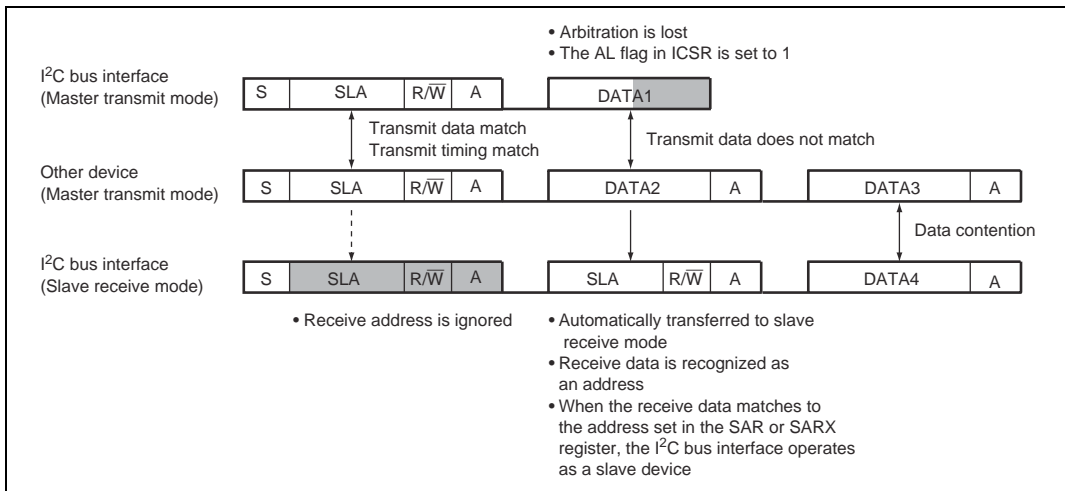 • Arbitration is lost
• The AL flag in ICSR is set to 1
I²C bus interface
(Master transmit mode)
S SLA R/W̅ A DATA1
Transmit data match
Transmit timing match
Transmit data does not match
Other device
(Master transmit mode)
S SLA R/W̅ A DATA2 A DATA3 A
Data contention
I²C bus interface
(Slave receive mode)
S SLA R/W̅ A SLA R/W̅ A DATA4 A
• Receive address is ignored
• Automatically transferred to slave
receive mode
• Receive data is recognized as
an address
• When the receive data matches to
the address set in the SAR or SARX
register, the I²C bus interface operates
as a slave device